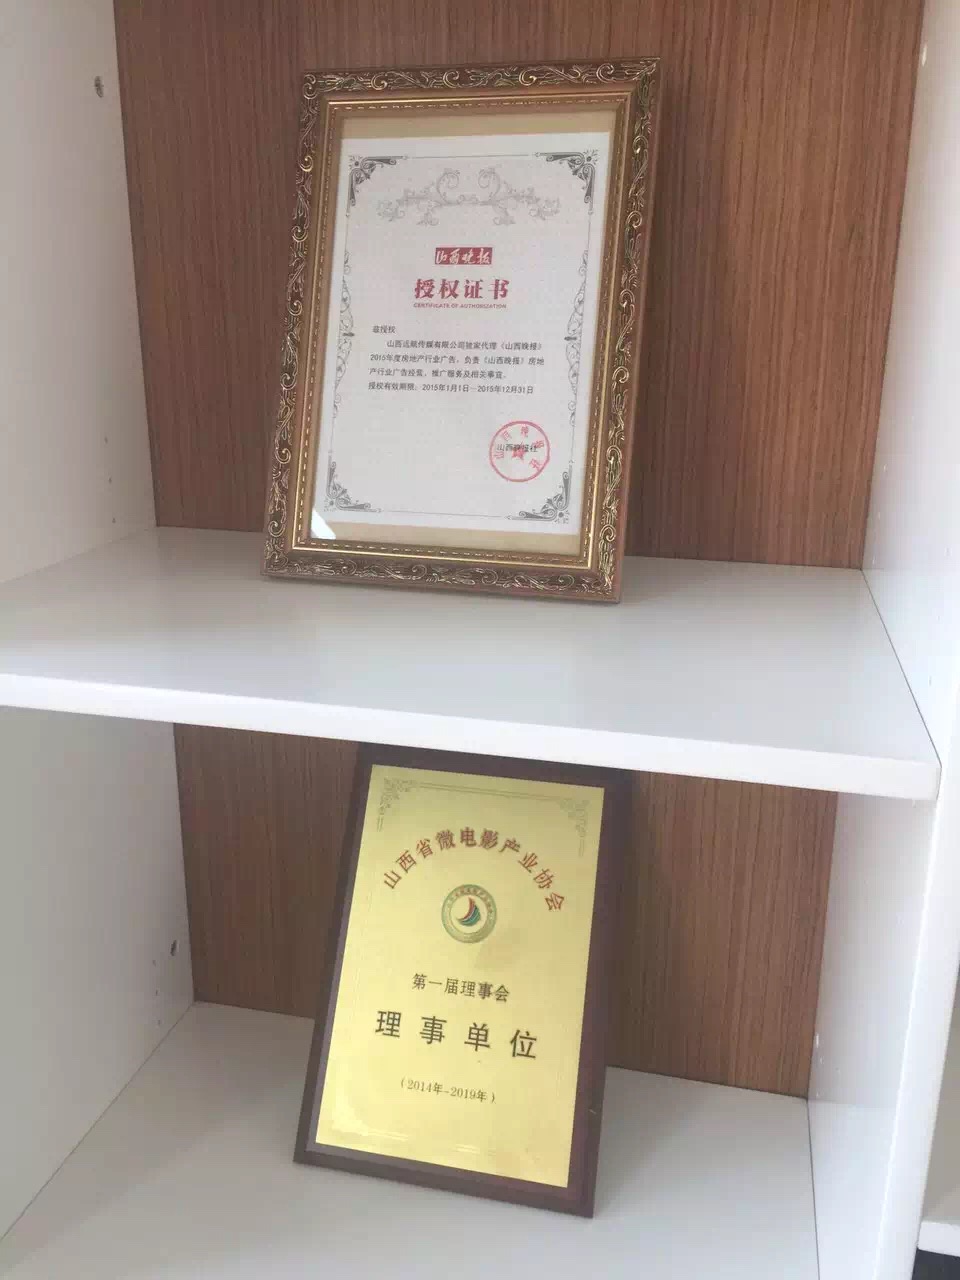 山西晚报
授权证书
CERTIFICATE OF AUTHORIZATION
兹授权
山西远航传媒有限公司独家代理《山西晚报》
2015年度房地产行业广告，负责《山西晚报》房地
产行业广告经营、推广服务及相关事宜。
授权有效期限：2015年1月1日—2015年12月31日
山西晚报社
山西省微电影产业协会
第一届理事会
理事单位
（2014年-2019年）